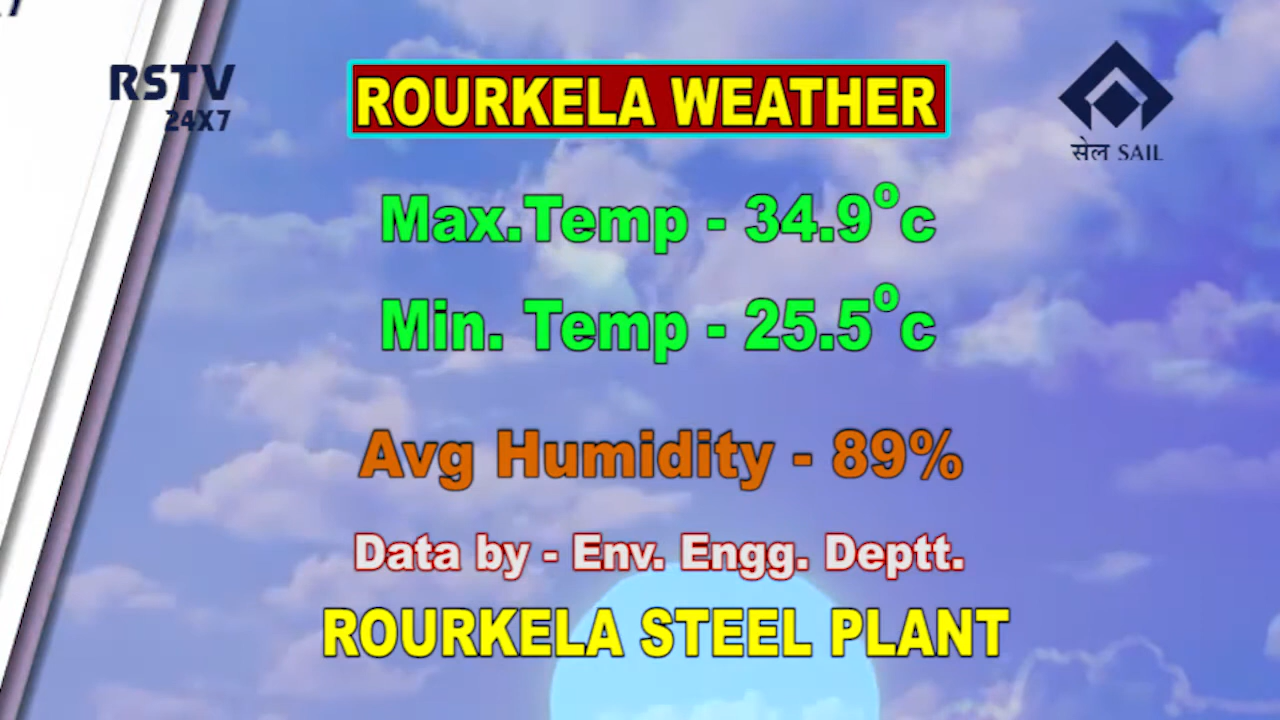 RSTV
24X7
ROURKELA WEATHER
सेल SAIL
Max.Temp - 34.9°c
Min. Temp - 25.5°c
Avg Humidity - 89%
Data by - Env. Engg. Deptt.
ROURKELA STEEL PLANT